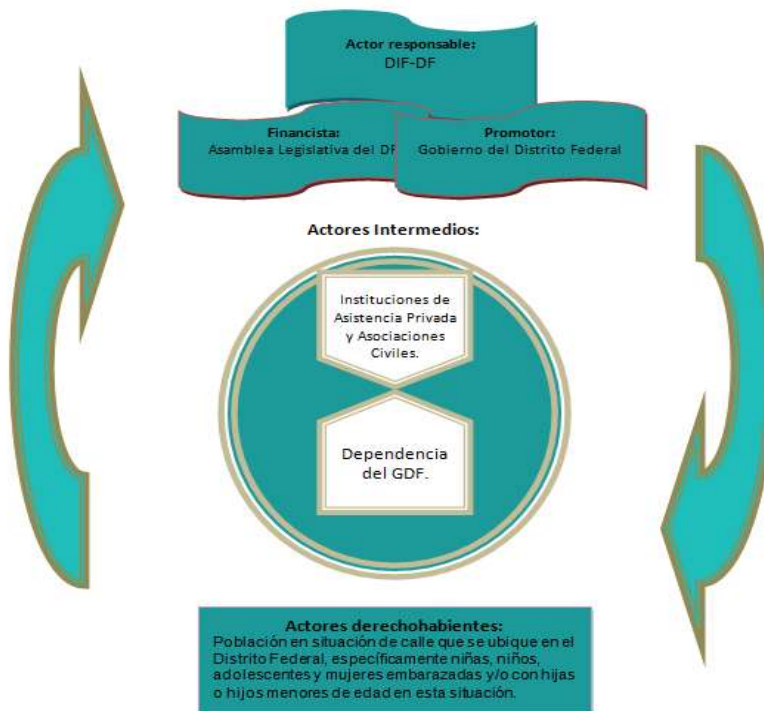 Actor responsable:
DIF-DF
Financista:
Asamblea Legislativa del DF
Promotor:
Gobierno del Distrito Federal
Actores Intermedios:
Instituciones de
Asistencia Privada
y Asociaciones
Civiles.
Dependencia
del GDF.
Actores derechohabientes:
Población en situación de calle que se ubique en el
Distrito Federal, específicamente niñas, niños,
adolescentes y mujeres embarazadas y/o con hijas
o hijos menores de edad en esta situación.